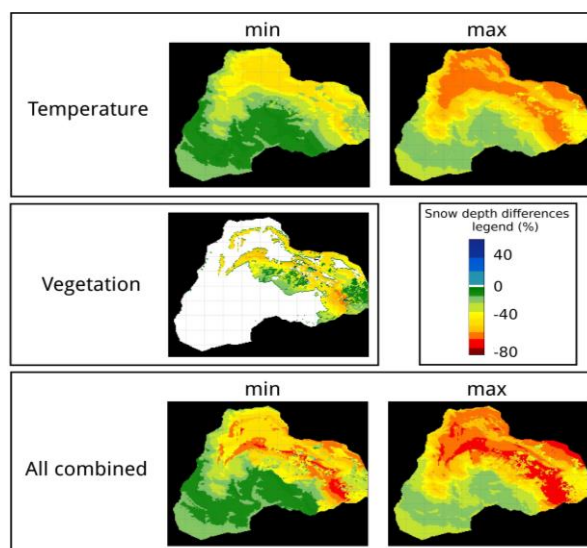 min max
Temperature
Vegetation
Snow depth differences
legend (%)
40
0
-40
-80
min max
All combined